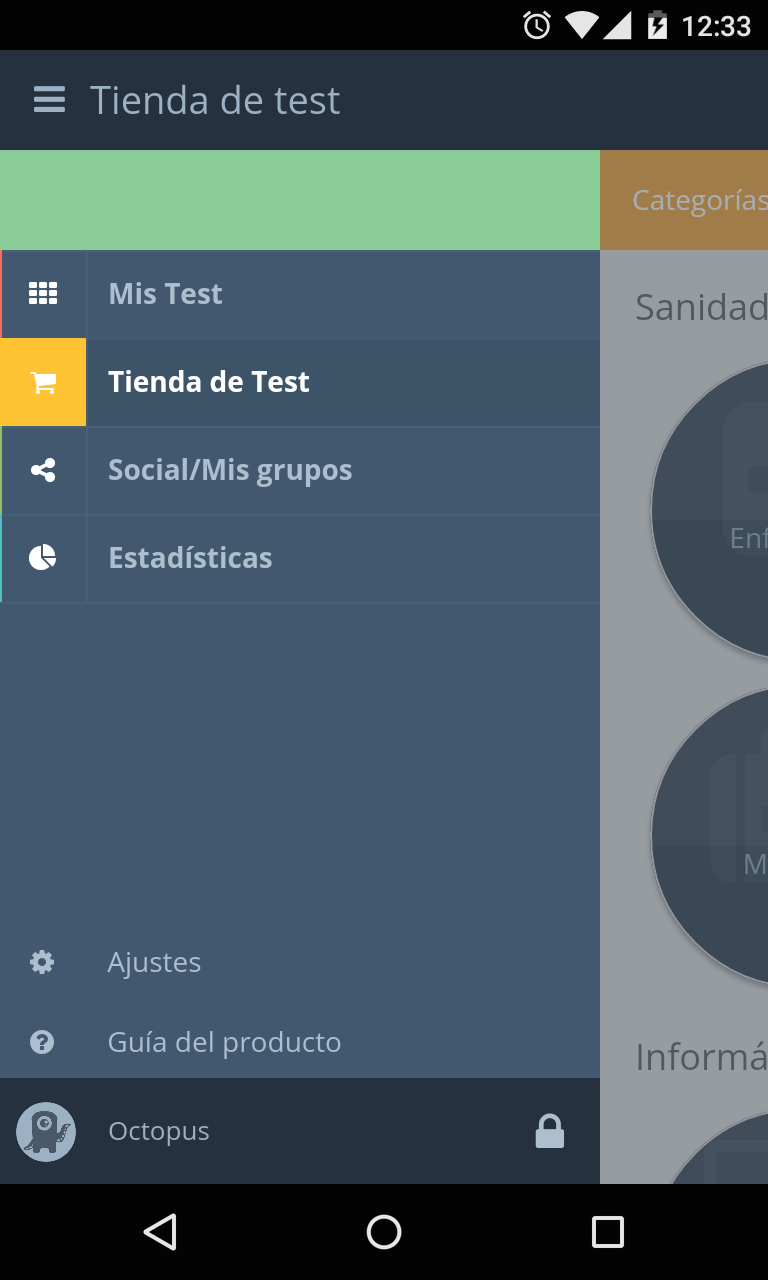 12:33
Tienda de test
Categorías
Mis Test
Sanidad
Tienda de Test
Social/Mis grupos
Enf
Estadísticas
M
Ajustes
Guía del producto
Informá
Octopus